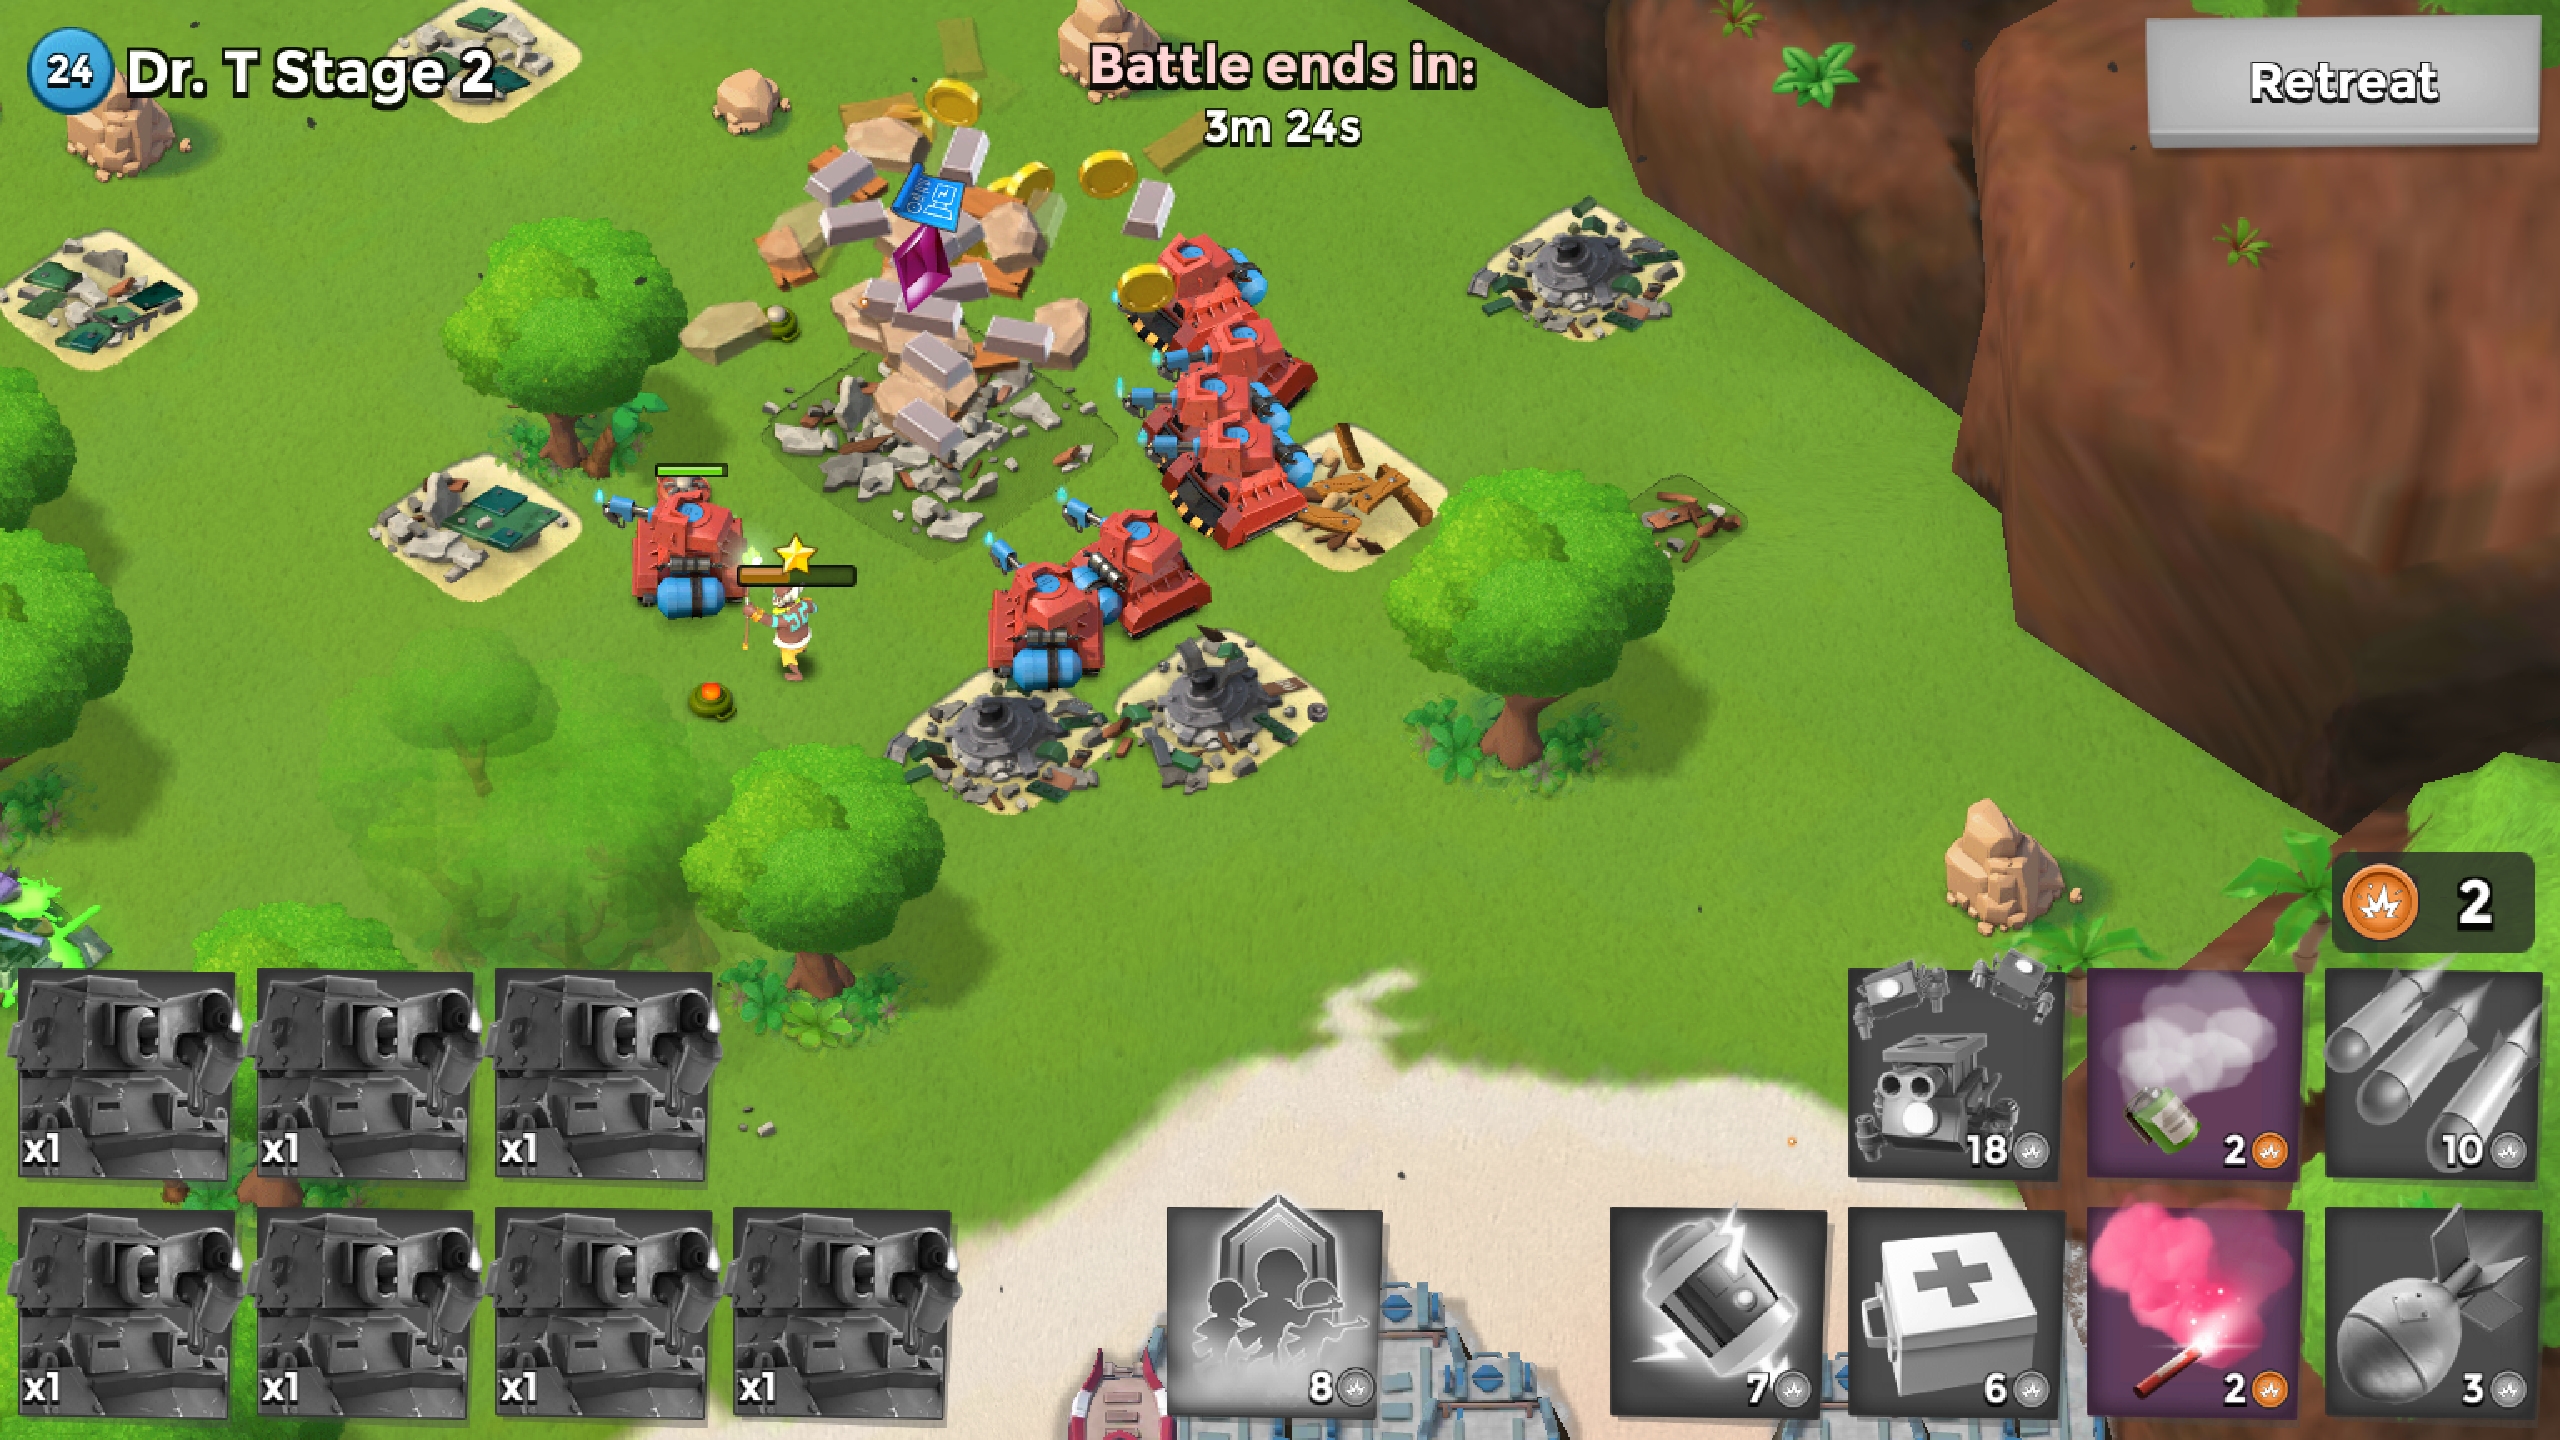 24 Dr. T Stage 2
Battle ends in:
3m 24s
Retreat
2
x1 x1 x1
18 2 10
x1 x1 x1 x1
8 7 6 2 3